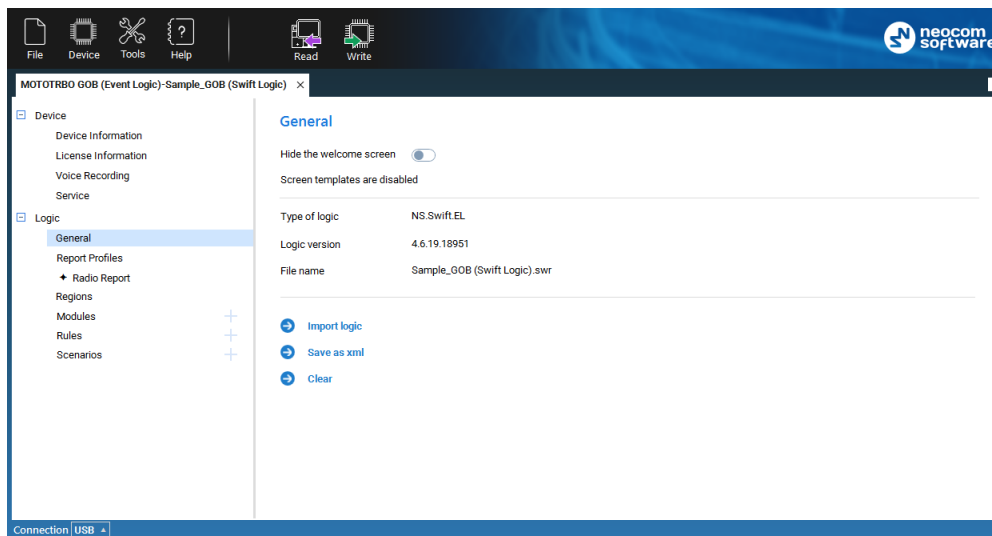 File Device Tools Help Read Write
neocom
software
MOTOTRBO GOB (Event Logic)-Sample_GOB (Swift Logic) ×
Device
Device Information
License Information
Voice Recording
Service
Logic
General
Report Profiles
Radio Report
Regions
Modules
Rules
Scenarios
General
Hide the welcome screen
Screen templates are disabled
Type of logic NS.Swift.EL
Logic version 4.6.19.18951
File name Sample_GOB (Swift Logic).swr
Import logic
Save as xml
Clear
Connection USB